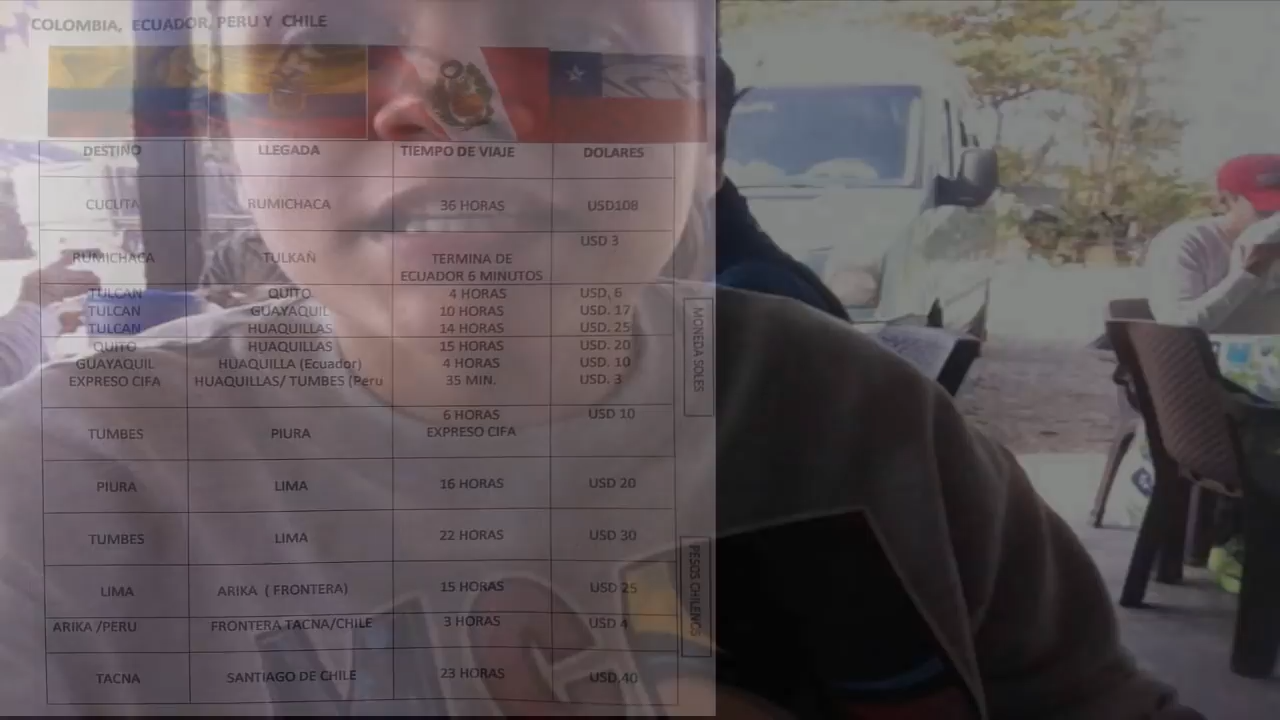 COLOMBIA, ECUADOR, PERU Y CHILE
DESTINO LLEGADA TIEMPO DE VIAJE DOLARES
CUCUTA RUMICHACA 36 HORAS USD108
RUMICHACA TULKAÑ TERMINA DE ECUADOR 6 MINUTOS USD 3
TULCAN QUITO 4 HORAS USD, 6
TULCAN GUAYAQUIL 10 HORAS USD. 17
TULCAN HUAQUILLAS 14 HORAS USD. 25
QUITO HUAQUILLAS 15 HORAS USD. 20
GUAYAQUIL HUAQUILLA (Ecuador) 4 HORAS USD. 10
EXPRESO CIFA HUAQUILLAS/ TUMBES (Peru 35 MIN. USD. 3
TUMBES PIURA 6 HORAS EXPRESO CIFA USD 10
PIURA LIMA 16 HORAS USD 20
TUMBES LIMA 22 HORAS USD 30
LIMA ARIKA ( FRONTERA) 15 HORAS USD 25
ARIKA /PERU FRONTERA TACNA/CHILE 3 HORAS USD 4
TACNA SANTIAGO DE CHILE 23 HORAS USD,40
MONEDA SOLES
PESOS CHILENOS